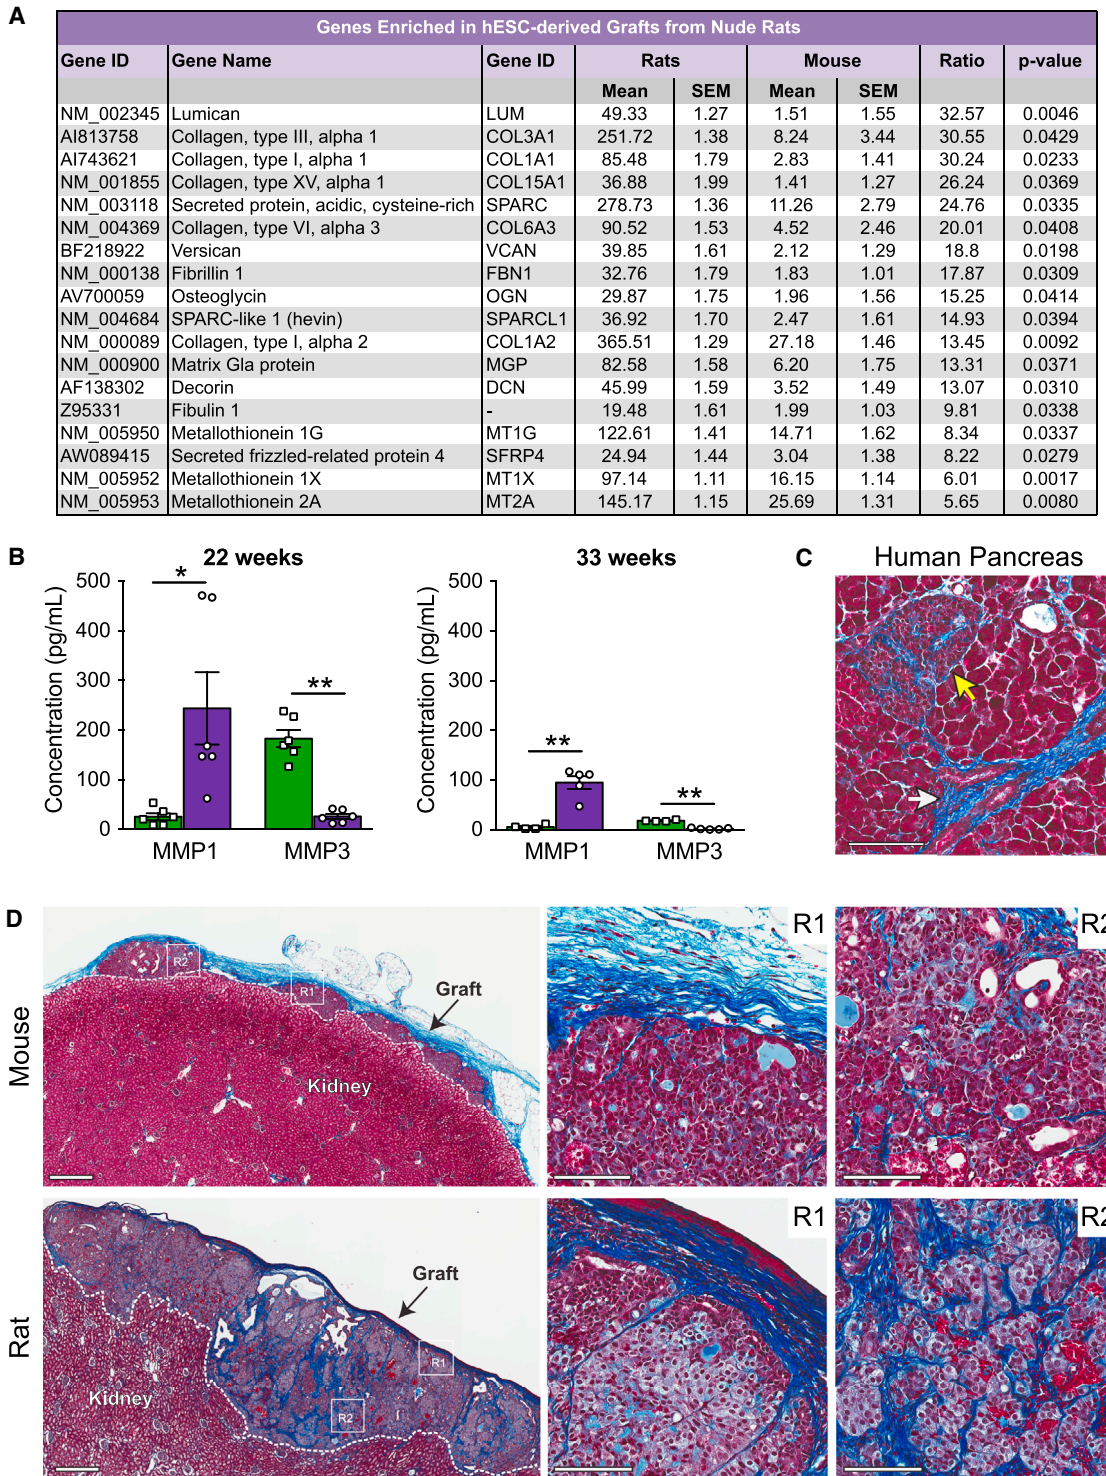 A
Genes Enriched in hESC-derived Grafts from Nude Rats
Gene ID Gene Name Gene ID Rats Mouse Ratio p-value
Mean SEM Mean SEM
NM_002345 Lumican LUM 49.33 1.27 1.51 1.55 32.57 0.0046
AI813758 Collagen, type III, alpha 1 COL3A1 251.72 1.38 8.24 3.44 30.55 0.0429
AI743621 Collagen, type I, alpha 1 COL1A1 85.48 1.79 2.83 1.41 30.24 0.0233
NM_001855 Collagen, type XV, alpha 1 COL15A1 36.88 1.99 1.41 1.27 26.24 0.0369
NM_003118 Secreted protein, acidic, cysteine-rich SPARC 278.73 1.36 11.26 2.79 24.76 0.0335
NM_004369 Collagen, type VI, alpha 3 COL6A3 90.52 1.53 4.52 2.46 20.01 0.0408
BF218922 Versican VCAN 39.85 1.61 2.12 1.29 18.8 0.0198
NM_000138 Fibrillin 1 FBN1 32.76 1.79 1.83 1.01 17.87 0.0309
AV700059 Osteoglycin OGN 29.87 1.75 1.96 1.56 15.25 0.0414
NM_004684 SPARC-like 1 (hevin) SPARCL1 36.92 1.70 2.47 1.61 14.93 0.0394
NM_000089 Collagen, type I, alpha 2 COL1A2 365.51 1.29 27.18 1.46 13.45 0.0092
NM_000900 Matrix Gla protein MGP 82.58 1.58 6.20 1.75 13.31 0.0371
AF138302 Decorin DCN 45.99 1.59 3.52 1.49 13.07 0.0310
Z95331 Fibulin 1 - 19.48 1.61 1.99 1.03 9.81 0.0338
NM_005950 Metallothionein 1G MT1G 122.61 1.41 14.71 1.62 8.34 0.0337
AW089415 Secreted frizzled-related protein 4 SFRP4 24.94 1.44 3.04 1.38 8.22 0.0279
NM_005952 Metallothionein 1X MT1X 97.14 1.11 16.15 1.14 6.01 0.0017
NM_005953 Metallothionein 2A MT2A 145.17 1.15 25.69 1.31 5.65 0.0080
B
22 weeks
Concentration (pg/mL)
500
400
300
200
100
0
*
**
MMP1 MMP3
33 weeks
Concentration (pg/mL)
500
400
300
200
100
0
**
**
MMP1 MMP3
C
Human Pancreas
D
Mouse
R2
R1
Graft
Kidney
R1
R2
Rat
Graft
R1
R2
Kidney
R1
R2